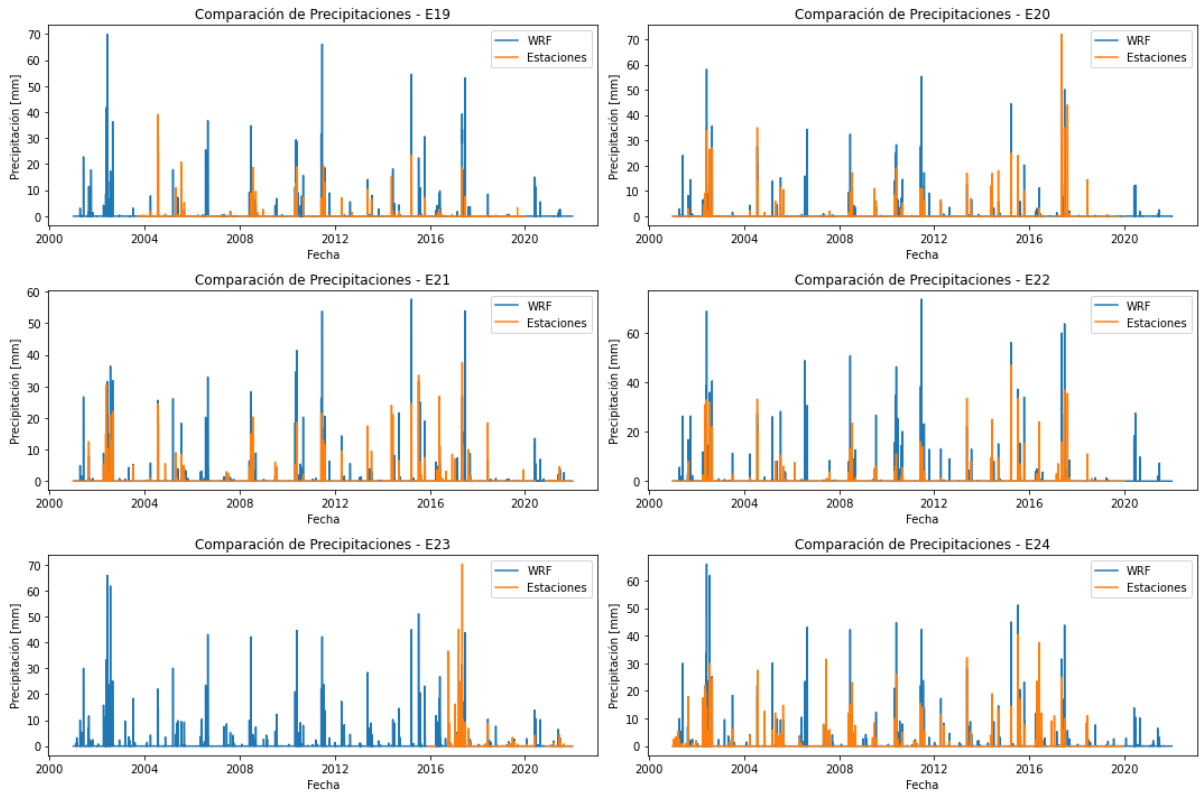 Comparación de Precipitaciones - E19
Precipitación [mm]
70
60
50
40
30
20
10
0
WRF
Estaciones
2000 2004 2008 2012 2016 2020
Fecha
Comparación de Precipitaciones - E20
Precipitación [mm]
70
60
50
40
30
20
10
0
WRF
Estaciones
2000 2004 2008 2012 2016 2020
Fecha
Comparación de Precipitaciones - E21
Precipitación [mm]
60
50
40
30
20
10
0
WRF
Estaciones
2000 2004 2008 2012 2016 2020
Fecha
Comparación de Precipitaciones - E22
Precipitación [mm]
60
40
20
0
WRF
Estaciones
2000 2004 2008 2012 2016 2020
Fecha
Comparación de Precipitaciones - E23
Precipitación [mm]
70
60
50
40
30
20
10
0
WRF
Estaciones
2000 2004 2008 2012 2016 2020
Fecha
Comparación de Precipitaciones - E24
Precipitación [mm]
60
50
40
30
20
10
0
WRF
Estaciones
2000 2004 2008 2012 2016 2020
Fecha